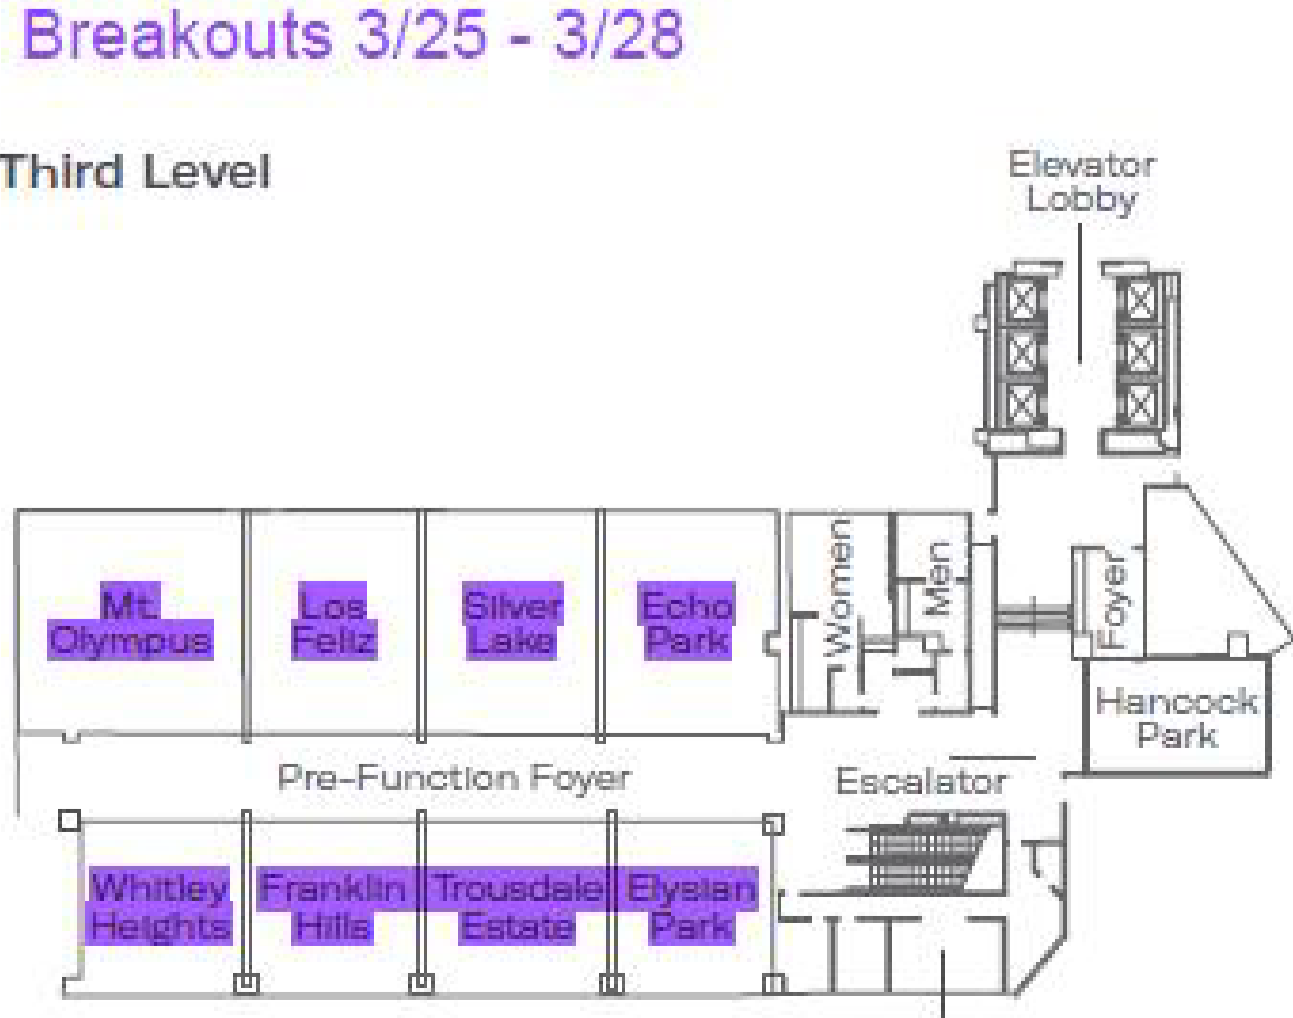 Breakouts 3/25 - 3/28
Third Level
Elevator
Lobby
Mt.
Olympus
Los
Feliz
Silver
Lake
Echo
Park
Women
Men
Foyer
Hancock
Park
Pre-Function Foyer
Escalator
Whitley
Heights
Franklin
Hills
Trousdale
Estate
Elysian
Park